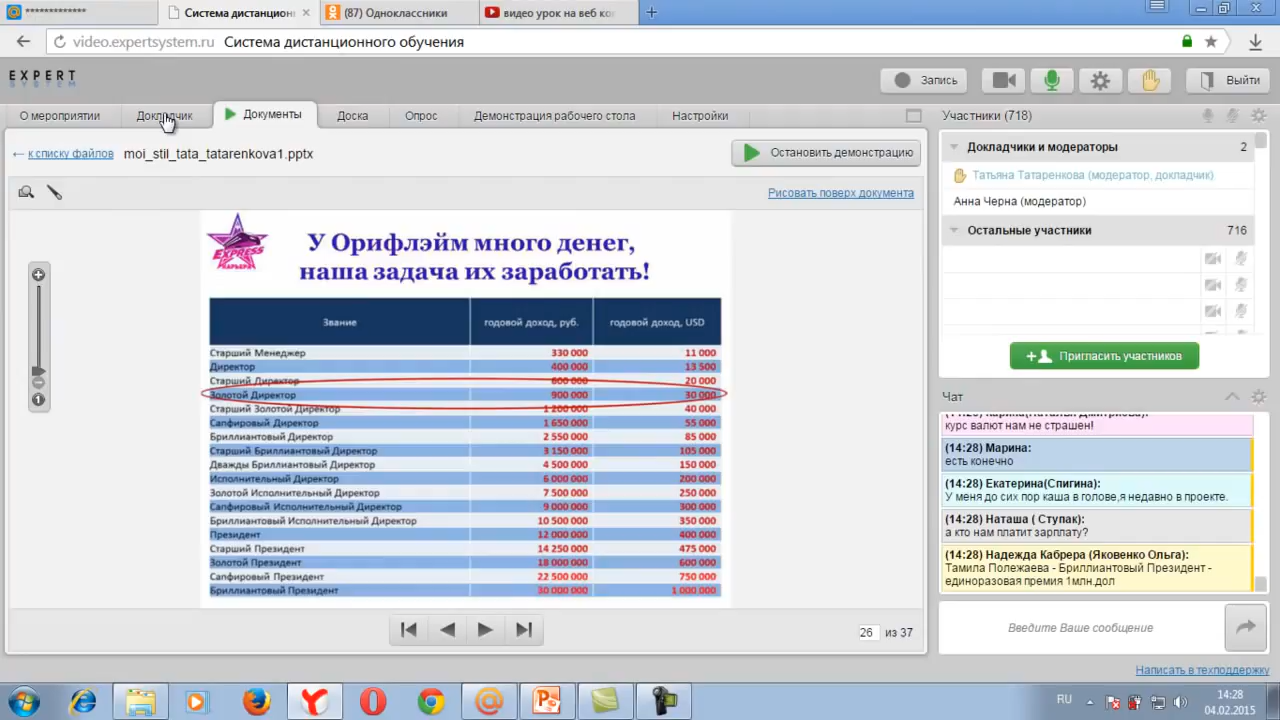 *************
Система дистанционн
(87) Одноклассники
видео урок на веб ко
video.expertsystem.ru Система дистанционного обучения
EXPERT
SYSTEM
Запись
Выйти
О мероприятии
Докладчик
Документы
Доска
Опрос
Демонстрация рабочего стола
Настройки
Участники (718)
← к списку файлов moi_stil_tata_tatarenkova1.pptx
Остановить демонстрацию
Рисовать поверх документа
EXPRESS
КАРЬЕРА
У Орифлэйм много денег,
наша задача их заработать!
Звание годовой доход, руб. годовой доход, USD
Старший Менеджер 330 000 11 000
Директор 400 000 13 500
Старший Директор 600 000 20 000
Золотой Директор 900 000 30 000
Старший Золотой Директор 1 200 000 40 000
Сапфировый Директор 1 650 000 55 000
Бриллиантовый Директор 2 550 000 85 000
Старший Бриллиантовый Директор 3 150 000 105 000
Дважды Бриллиантовый Директор 4 500 000 150 000
Исполнительный Директор 6 000 000 200 000
Золотой Исполнительный Директор 7 500 000 250 000
Сапфировый Исполнительный Директор 9 000 000 300 000
Бриллиантовый Исполнительный Директор 10 500 000 350 000
Президент 12 000 000 400 000
Старший Президент 14 250 000 475 000
Золотой Президент 18 000 000 600 000
Сапфировый Президент 22 500 000 750 000
Бриллиантовый Президент 30 000 000 1 000 000
26 из 37
Докладчики и модераторы 2
Татьяна Татаренкова (модератор, докладчик)
Анна Черна (модератор)
Остальные участники 716
Пригласить участников
Чат
(14:28) Карина(Наталья Дмитриова):
курс валют нам не страшен!
(14:28) Марина:
есть конечно
(14:28) Екатерина(Спигина):
У меня до сих пор каша в голове,я недавно в проекте.
(14:28) Наташа ( Ступак):
а кто нам платит зарплату?
(14:28) Надежда Кабрера (Яковенко Ольга):
Тамила Полежаева - Бриллиантовый Президент -
единоразовая премия 1млн.дол
Введите Ваше сообщение
Написать в техподдержку
RU
14:28
04.02.2015